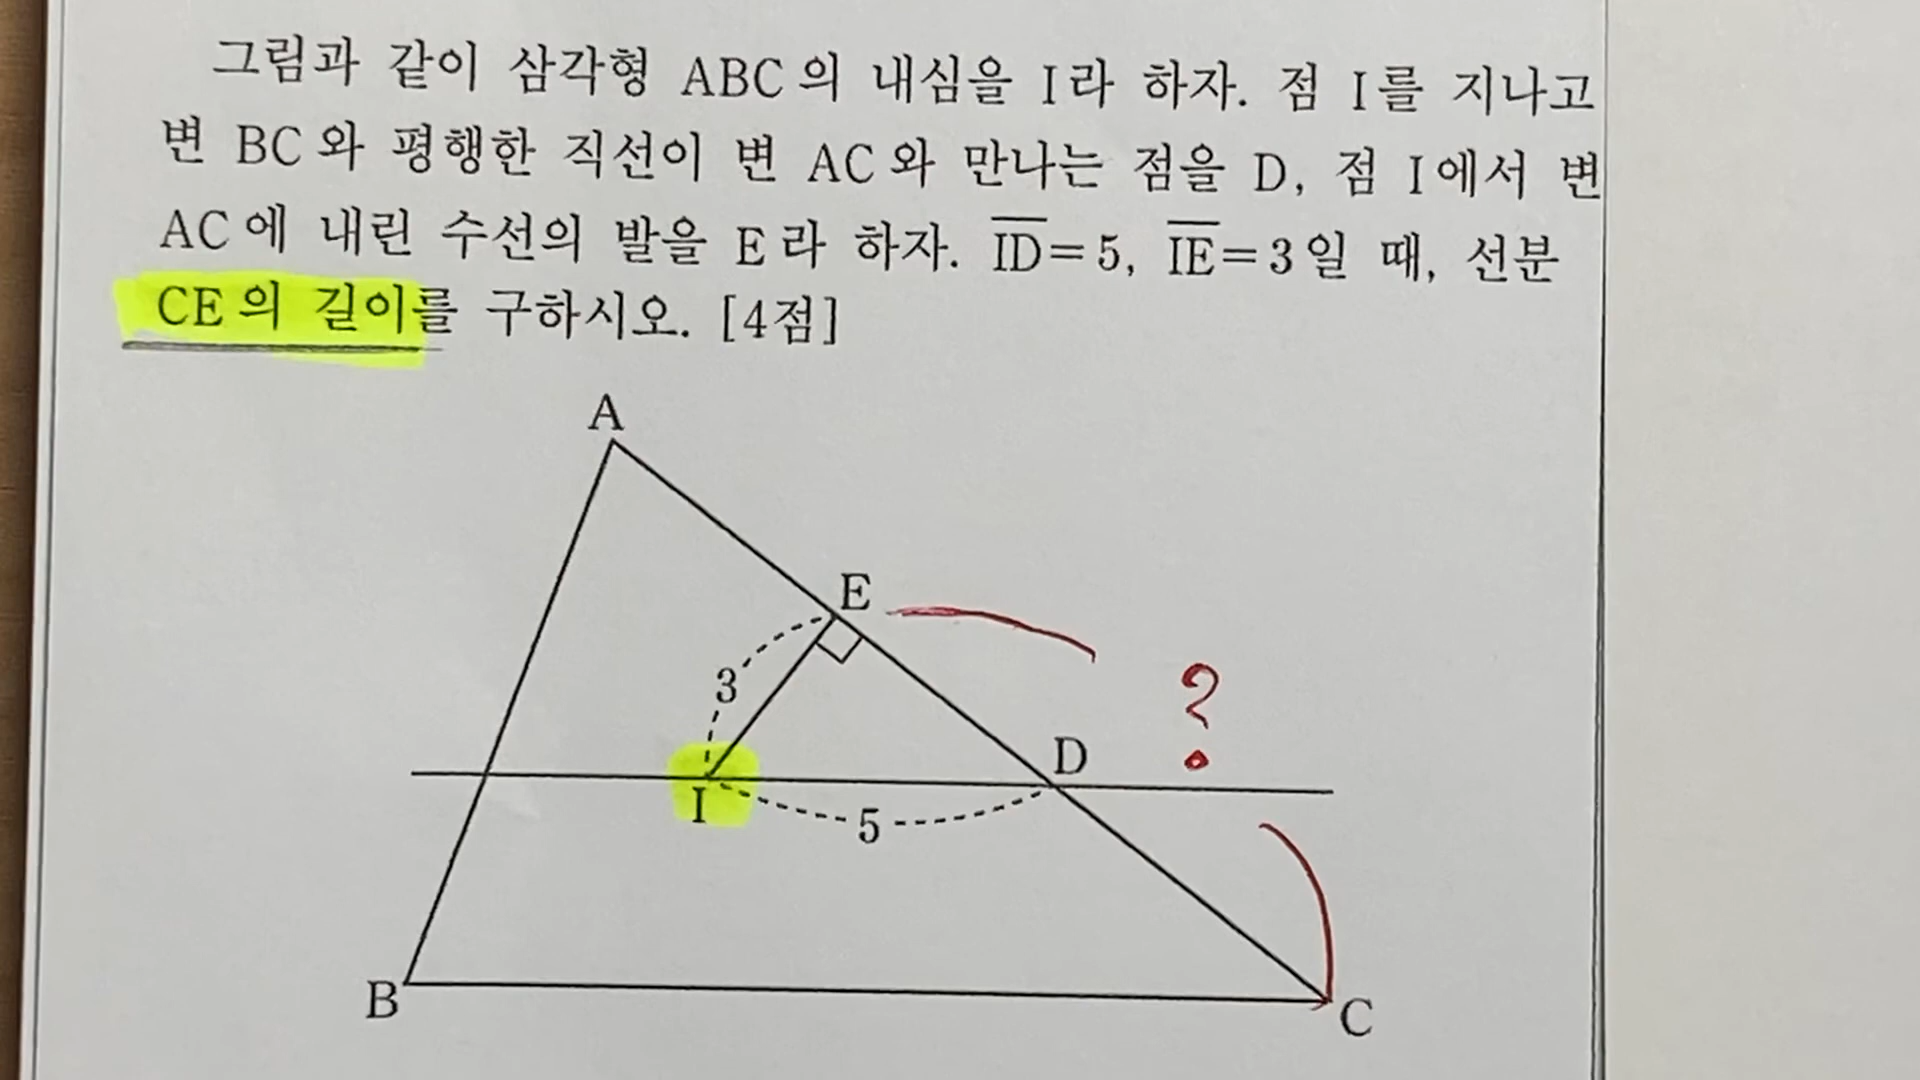 그림과 같이 삼각형 ABC의 내심을 I라 하자. 점 I를 지나고
변 BC와 평행한 직선이 변 AC와 만나는 점을 D, 점 I에서 변
AC에 내린 수선의 발을 E라 하자. ID=5, IE=3일 때, 선분
CE의 길이를 구하시오. [4점]
A
E
3
?
D
I
5
B
C